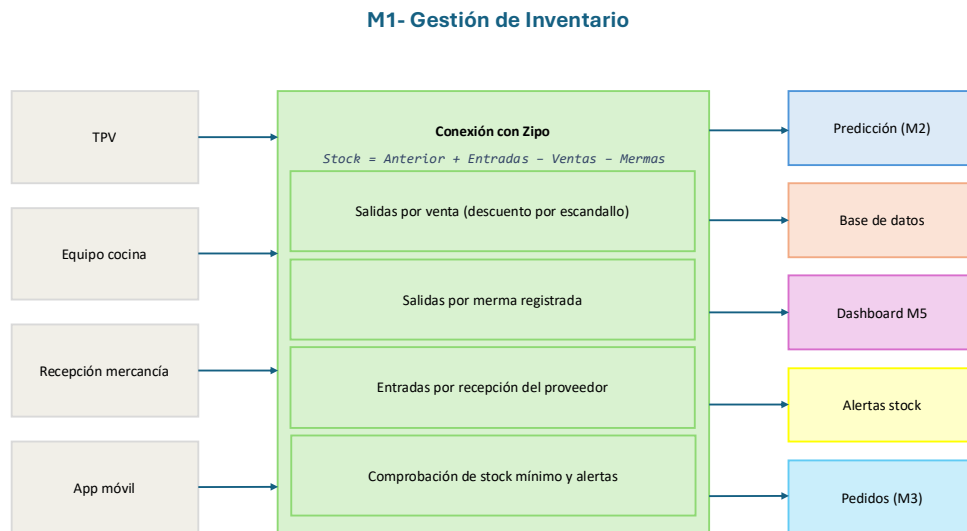 M1- Gestión de Inventario
TPV
Equipo cocina
Recepción mercancía
App móvil
Conexión con Zipo
Stock = Anterior + Entradas – Ventas – Mermas
Salidas por venta (descuento por escandallo)
Salidas por merma registrada
Entradas por recepción del proveedor
Comprobación de stock mínimo y alertas
Predicción (M2)
Base de datos
Dashboard M5
Alertas stock
Pedidos (M3)